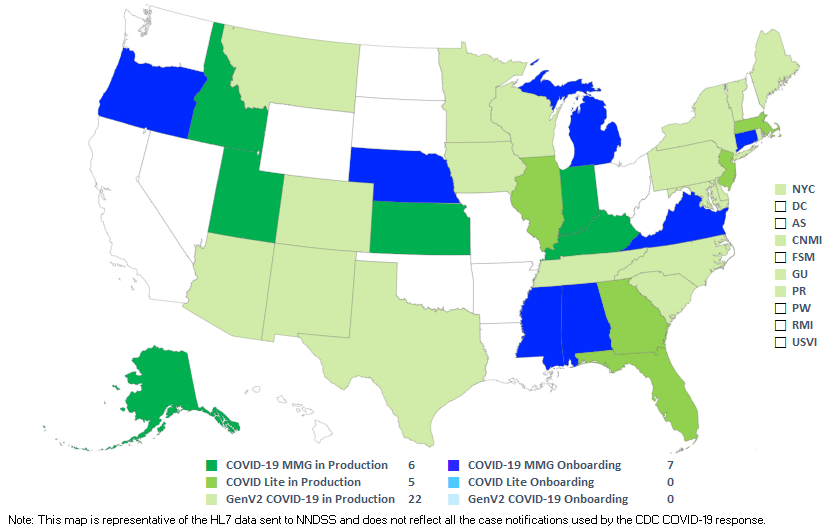 NYC
DC
AS
CNMI
FSM
GU
PR
PW
RMI
USVI
COVID-19 MMG in Production 6 COVID-19 MMG Onboarding 7
COVID Lite in Production 5 COVID Lite Onboarding 0
GenV2 COVID-19 in Production 22 GenV2 COVID-19 Onboarding 0
Note: This map is representative of the HL7 data sent to NNDSS and does not reflect all the case notifications used by the CDC COVID-19 response.